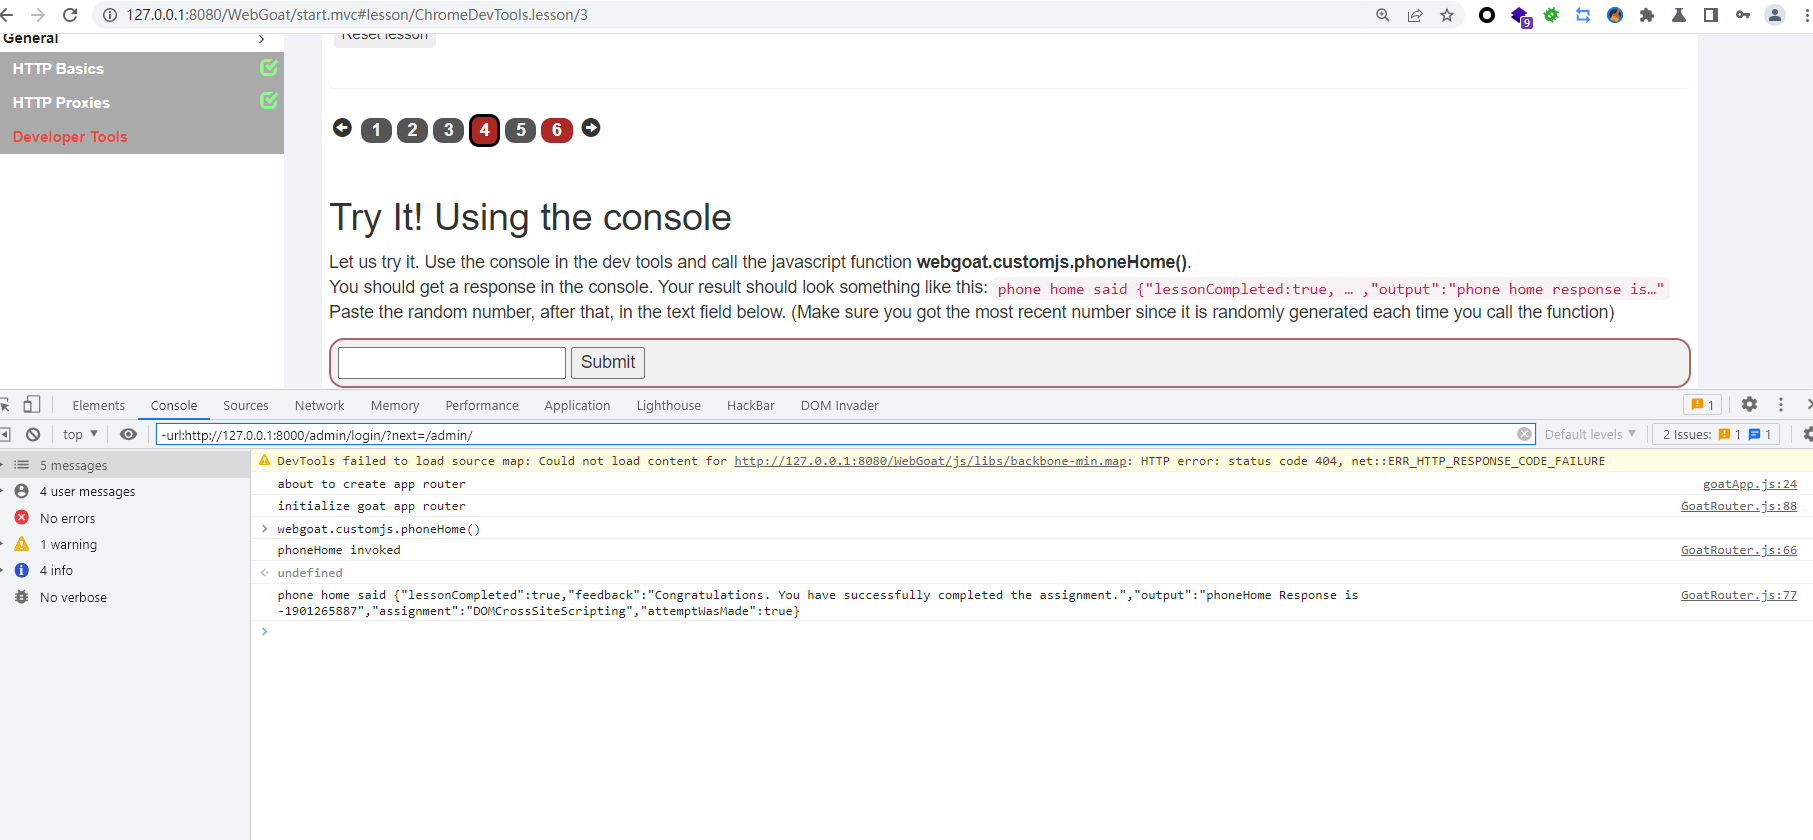 127.0.0.1:8080/WebGoat/start.mvc#lesson/ChromeDevTools.lesson/3
9
General
Reset lesson
HTTP Basics
HTTP Proxies
Developer Tools
1 2 3 4 5 6
Try It! Using the console
Let us try it. Use the console in the dev tools and call the javascript function webgoat.customjs.phoneHome().
You should get a response in the console. Your result should look something like this: phone home said {"lessonCompleted:true, … ,"output":"phone home response is…"
Paste the random number, after that, in the text field below. (Make sure you got the most recent number since it is randomly generated each time you call the function)
Submit
Elements Console Sources Network Memory Performance Application Lighthouse HackBar DOM Invader 1
top -url:http://127.0.0.1:8000/admin/login/?next=/admin/ Default levels 2 Issues: 1 1
5 messages
4 user messages
No errors
1 warning
4 info
No verbose
DevTools failed to load source map: Could not load content for http://127.0.0.1:8080/WebGoat/js/libs/backbone-min.map: HTTP error: status code 404, net::ERR_HTTP_RESPONSE_CODE_FAILURE
about to create app router goatApp.js:24
initialize goat app router GoatRouter.js:88
webgoat.customjs.phoneHome()
phoneHome invoked GoatRouter.js:66
undefined
phone home said {"lessonCompleted":true,"feedback":"Congratulations. You have successfully completed the assignment.","output":"phoneHome Response is GoatRouter.js:77
-1901265887","assignment":"DOMCrossSiteScripting","attemptWasMade":true}